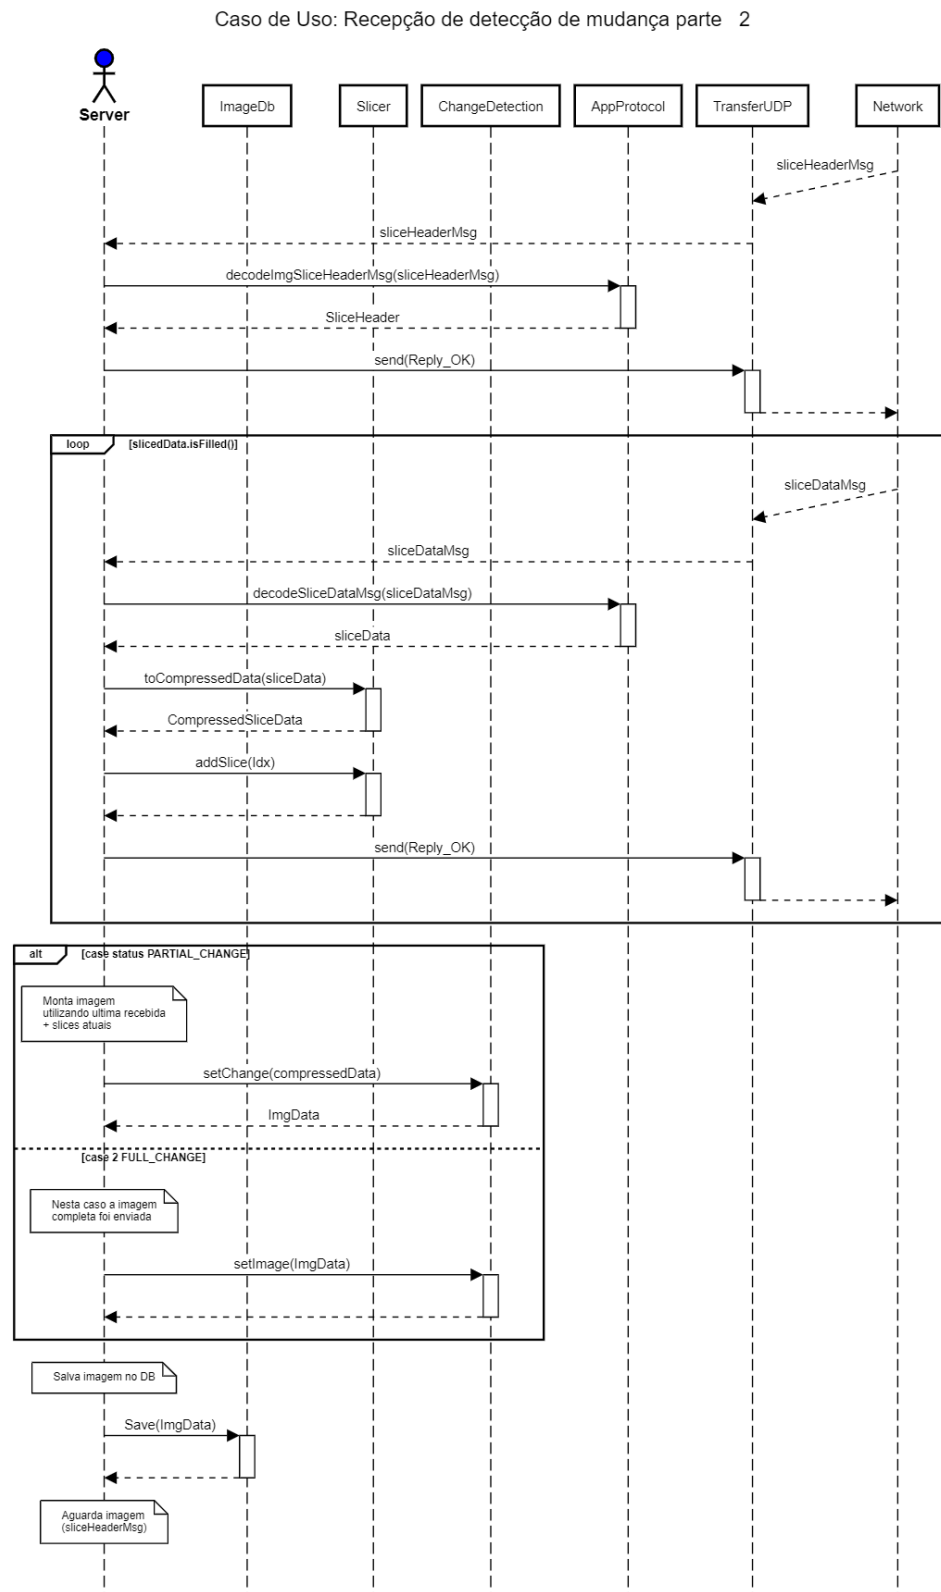 Caso de Uso: Recepção de detecção de mudança parte 2
Server
ImageDb
Slicer
ChangeDetection
AppProtocol
TransferUDP
Network
sliceHeaderMsg
sliceHeaderMsg
decodeImgSliceHeaderMsg(sliceHeaderMsg)
SliceHeader
send(Reply_OK)
loop
[slicedData.isFilled()]
sliceDataMsg
sliceDataMsg
decodeSliceDataMsg(sliceDataMsg)
sliceData
toCompressedData(sliceData)
CompressedSliceData
addSlice(Idx)
send(Reply_OK)
alt
[case status PARTIAL_CHANGE]
Monta imagem
utilizando ultima recebida
+ slices atuais
setChange(compressedData)
ImgData
[case 2 FULL_CHANGE]
Nesta caso a imagem
completa foi enviada
setImage(ImgData)
Salva imagem no DB
Save(ImgData)
Aguarda imagem
(sliceHeaderMsg)